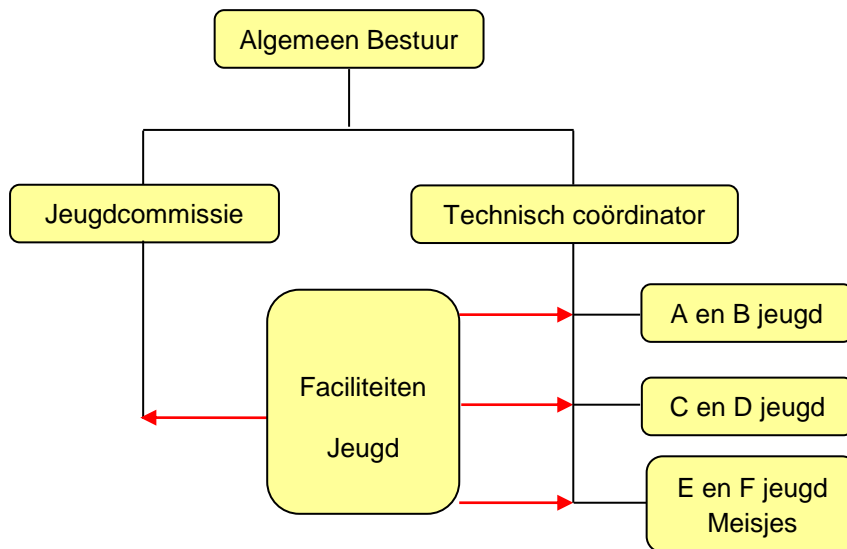 Algemeen Bestuur
Jeugdcommissie
Technisch coördinator
A en B jeugd
Faciliteiten
Jeugd
C en D jeugd
E en F jeugd
Meisjes